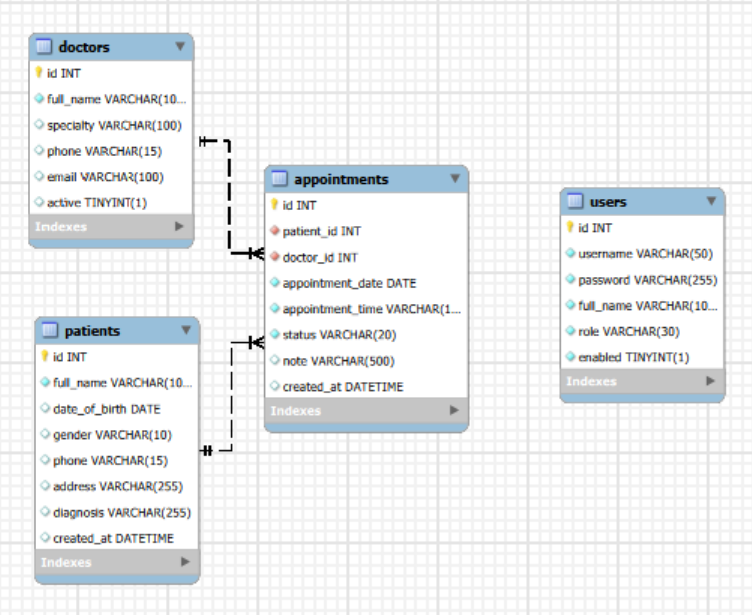 doctors
id INT
full_name VARCHAR(10...
specialty VARCHAR(100)
phone VARCHAR(15)
email VARCHAR(100)
active TINYINT(1)
Indexes
appointments
id INT
patient_id INT
doctor_id INT
appointment_date DATE
appointment_time VARCHAR(1...
status VARCHAR(20)
note VARCHAR(500)
created_at DATETIME
Indexes
users
id INT
username VARCHAR(50)
password VARCHAR(255)
full_name VARCHAR(10...
role VARCHAR(30)
enabled TINYINT(1)
Indexes
patients
id INT
full_name VARCHAR(10...
date_of_birth DATE
gender VARCHAR(10)
phone VARCHAR(15)
address VARCHAR(255)
diagnosis VARCHAR(255)
created_at DATETIME
Indexes